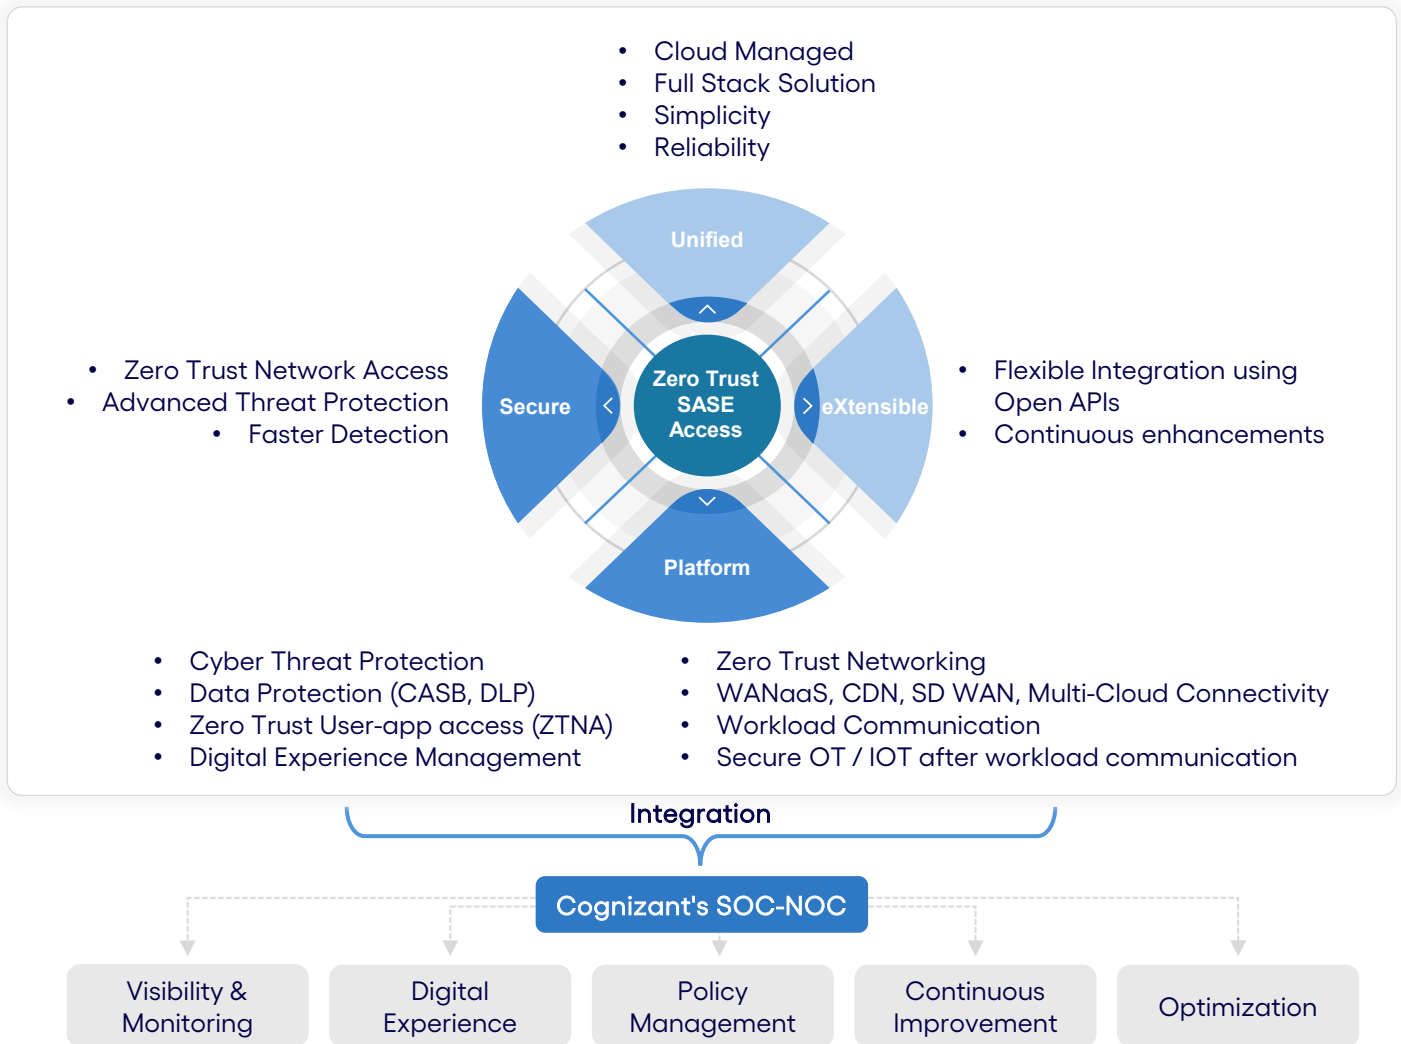 • Cloud Managed
• Full Stack Solution
• Simplicity
• Reliability
Unified
• Zero Trust Network Access
• Advanced Threat Protection
• Faster Detection
Secure
Zero Trust
SASE
Access
eXtensible
• Flexible Integration using
Open APIs
• Continuous enhancements
Platform
• Cyber Threat Protection
• Data Protection (CASB, DLP)
• Zero Trust User-app access (ZTNA)
• Digital Experience Management
• Zero Trust Networking
• WANaaS, CDN, SD WAN, Multi-Cloud Connectivity
• Workload Communication
• Secure OT / IOT after workload communication
Integration
Cognizant's SOC-NOC
Visibility &
Monitoring
Digital
Experience
Policy
Management
Continuous
Improvement
Optimization